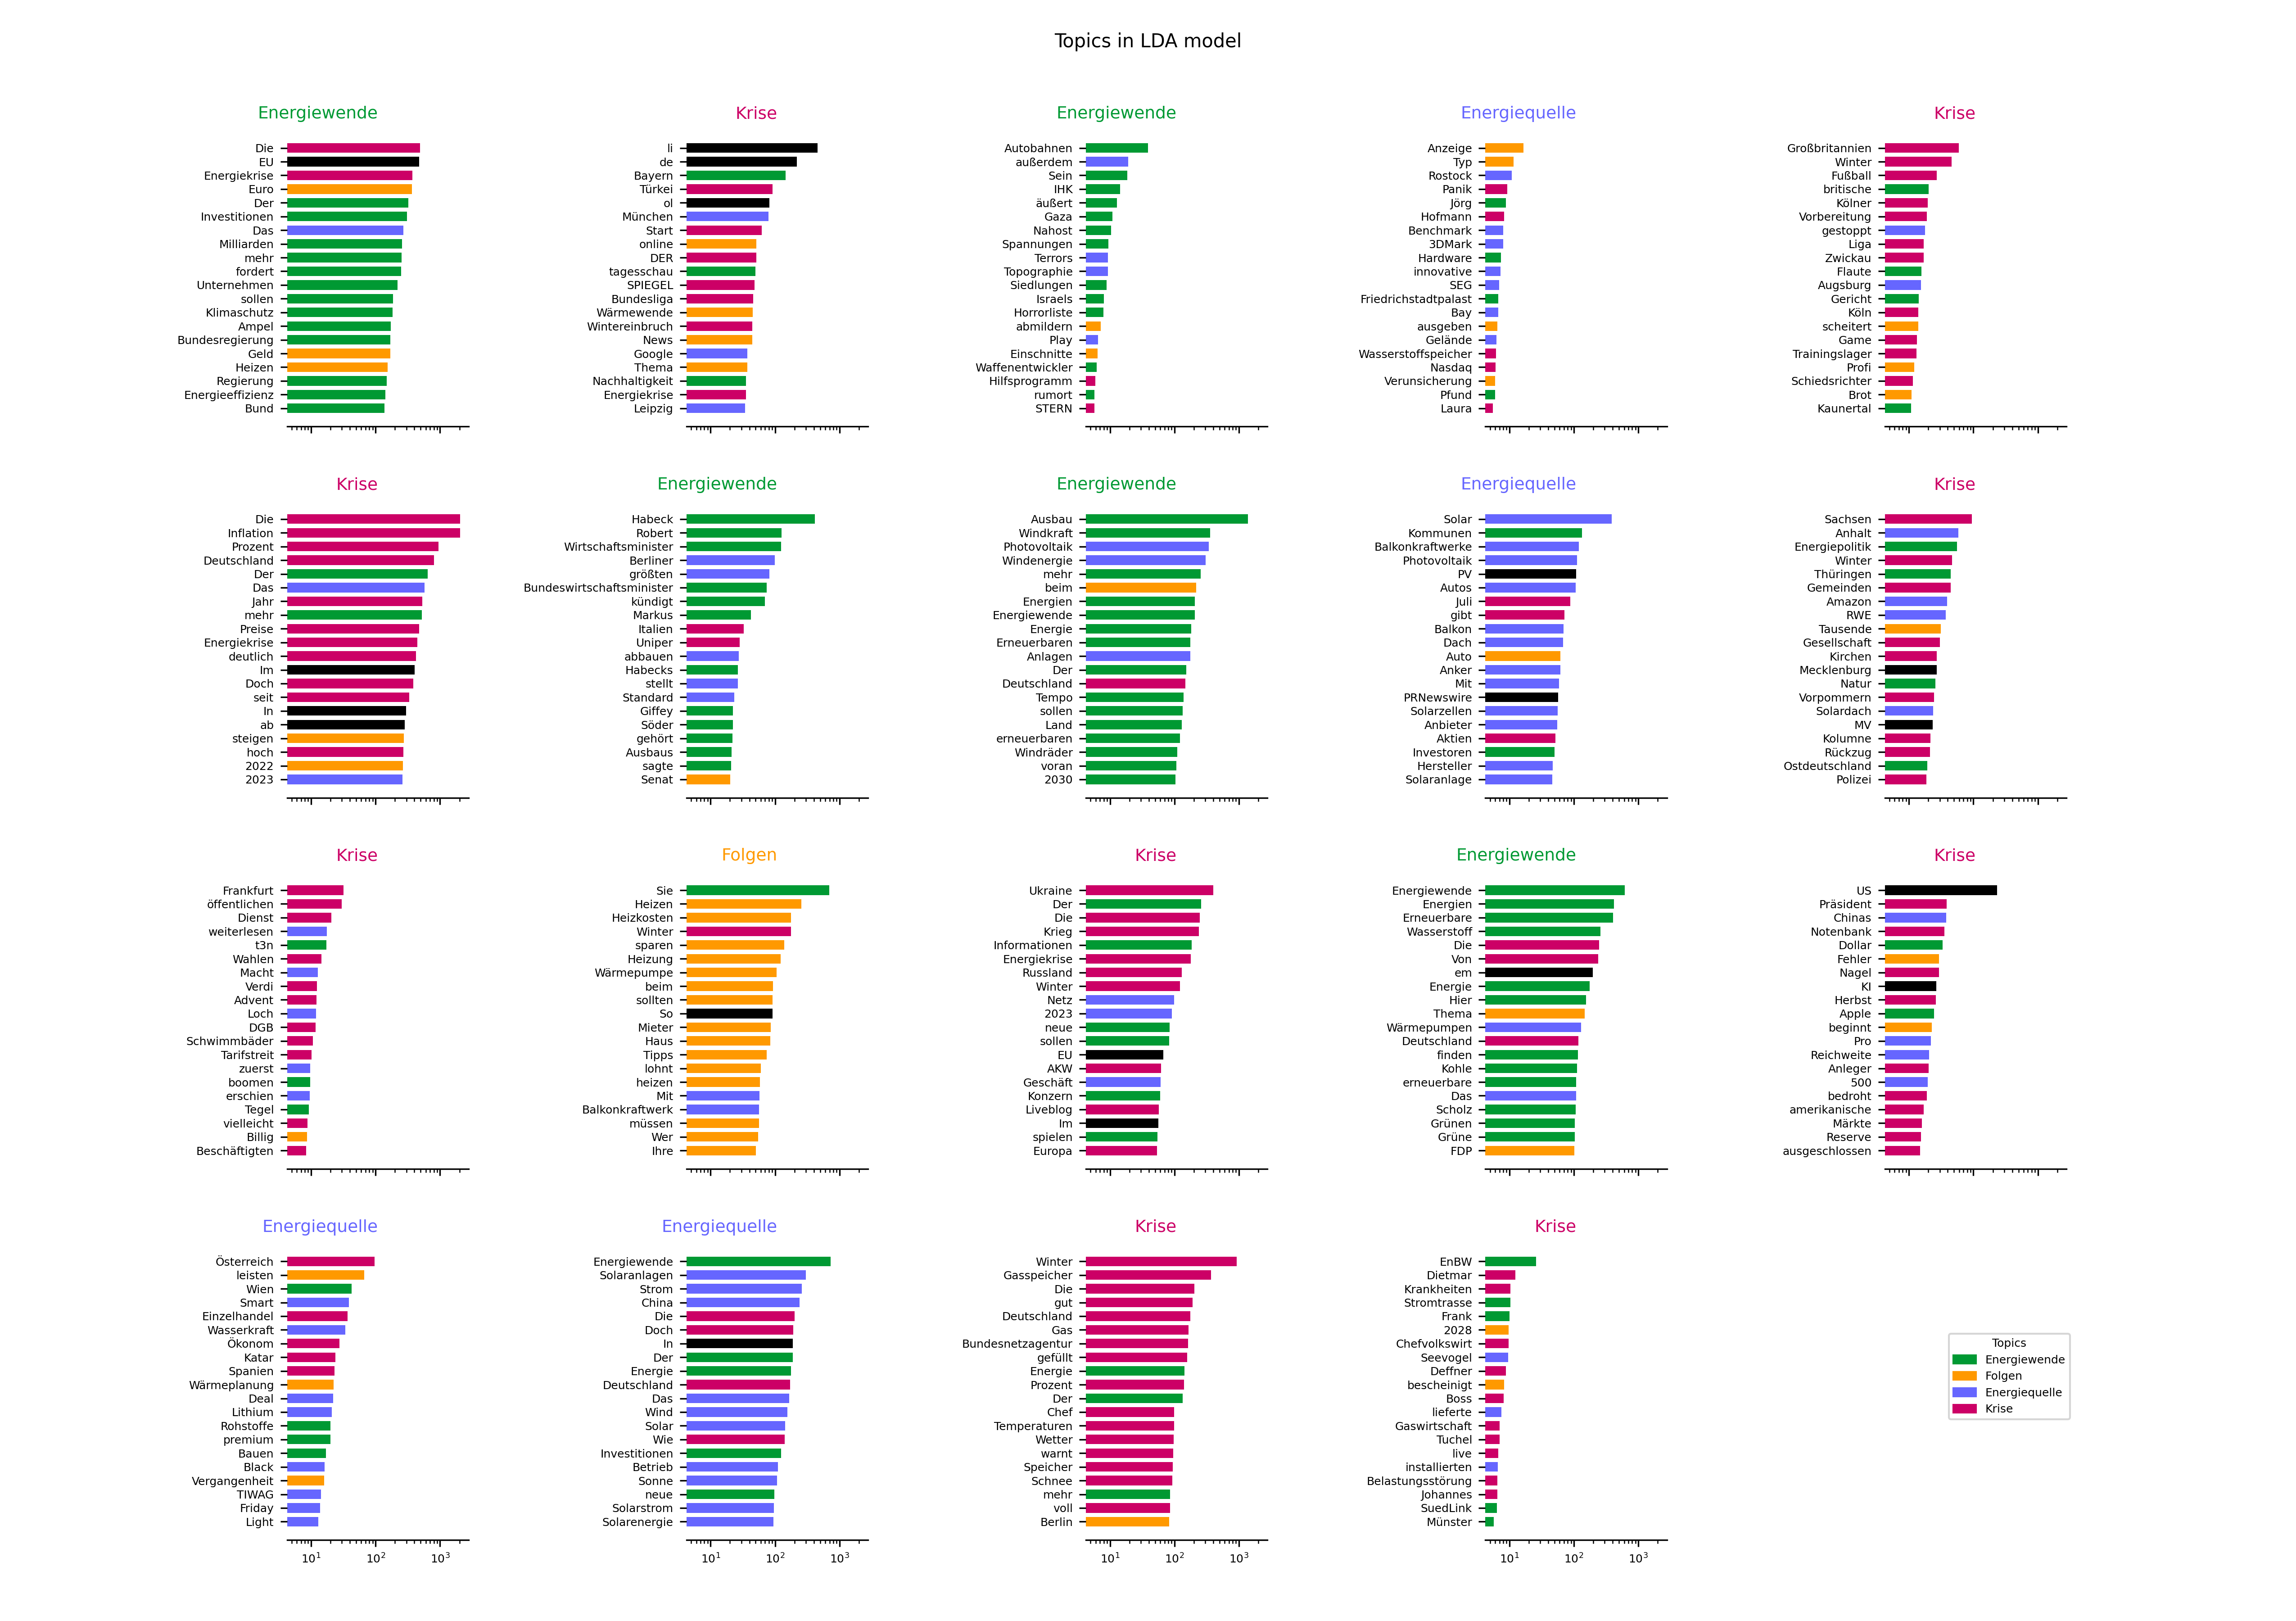 Topics in LDA model
Energiewende
Die
EU
Energiekrise
Euro
Der
Investitionen
Das
Milliarden
mehr
fordert
Unternehmen
sollen
Klimaschutz
Ampel
Bundesregierung
Geld
Heizen
Regierung
Energieeffizienz
Bund
Krise
li
de
Bayern
Türkei
ol
München
Start
online
DER
tagesschau
SPIEGEL
Bundesliga
Wärmewende
Wintereinbruch
News
Google
Thema
Nachhaltigkeit
Energiekrise
Leipzig
Energiewende
Autobahnen
außerdem
Sein
IHK
äußert
Gaza
Nahost
Spannungen
Terrors
Topographie
Siedlungen
Israels
Horrorliste
abmildern
Play
Einschnitte
Waffenentwickler
Hilfsprogramm
rumort
STERN
Energiequelle
Anzeige
Typ
Rostock
Panik
Jörg
Hofmann
Benchmark
3DMark
Hardware
innovative
SEG
Friedrichstadtpalast
Bay
ausgeben
Gelände
Wasserstoffspeicher
Nasdaq
Verunsicherung
Pfund
Laura
Krise
Großbritannien
Winter
Fußball
britische
Kölner
Vorbereitung
gestoppt
Liga
Zwickau
Flaute
Augsburg
Gericht
Köln
scheitert
Game
Trainingslager
Profi
Schiedsrichter
Brot
Kaunertal
Krise
Die
Inflation
Prozent
Deutschland
Der
Das
Jahr
mehr
Preise
Energiekrise
deutlich
Im
Doch
seit
In
ab
steigen
hoch
2022
2023
Energiewende
Habeck
Robert
Wirtschaftsminister
Berliner
größten
Bundeswirtschaftsminister
kündigt
Markus
Italien
Uniper
abbauen
Habecks
stellt
Standard
Giffey
Söder
gehört
Ausbaus
sagte
Senat
Energiewende
Ausbau
Windkraft
Photovoltaik
Windenergie
mehr
beim
Energien
Energiewende
Energie
Erneuerbaren
Anlagen
Der
Deutschland
Tempo
sollen
Land
erneuerbaren
Windräder
voran
2030
Energiequelle
Solar
Kommunen
Balkonkraftwerke
Photovoltaik
PV
Autos
Juli
gibt
Balkon
Dach
Auto
Anker
Mit
PRNewswire
Solarzellen
Anbieter
Aktien
Investoren
Hersteller
Solaranlage
Krise
Sachsen
Anhalt
Energiepolitik
Winter
Thüringen
Gemeinden
Amazon
RWE
Tausende
Gesellschaft
Kirchen
Mecklenburg
Natur
Vorpommern
Solardach
MV
Kolumne
Rückzug
Ostdeutschland
Polizei
Krise
Frankfurt
öffentlichen
Dienst
weiterlesen
t3n
Wahlen
Macht
Verdi
Advent
Loch
DGB
Schwimmbäder
Tarifstreit
zuerst
boomen
erschien
Tegel
vielleicht
Billig
Beschäftigten
Folgen
Sie
Heizen
Heizkosten
Winter
sparen
Heizung
Wärmepumpe
beim
sollten
So
Mieter
Haus
Tipps
lohnt
heizen
Mit
Balkonkraftwerk
müssen
Wer
Ihre
Krise
Ukraine
Der
Die
Krieg
Informationen
Energiekrise
Russland
Winter
Netz
2023
neue
sollen
EU
AKW
Geschäft
Konzern
Liveblog
Im
spielen
Europa
Energiewende
Energiewende
Energien
Erneuerbare
Wasserstoff
Die
Von
em
Energie
Hier
Thema
Wärmepumpen
Deutschland
finden
Kohle
erneuerbare
Das
Scholz
Grünen
Grüne
FDP
Krise
US
Präsident
Chinas
Notenbank
Dollar
Fehler
Nagel
KI
Herbst
Apple
beginnt
Pro
Reichweite
Anleger
500
bedroht
amerikanische
Märkte
Reserve
ausgeschlossen
Energiequelle
Österreich
leisten
Wien
Smart
Einzelhandel
Wasserkraft
Ökonom
Katar
Spanien
Wärmeplanung
Deal
Lithium
Rohstoffe
premium
Bauen
Black
Vergangenheit
TIWAG
Friday
Light
10¹ 10² 10³
Energiequelle
Energiewende
Solaranlagen
Strom
China
Die
Doch
In
Der
Energie
Deutschland
Das
Wind
Solar
Wie
Investitionen
Betrieb
Sonne
neue
Solarstrom
Solarenergie
10¹ 10² 10³
Krise
Winter
Gasspeicher
Die
gut
Deutschland
Gas
Bundesnetzagentur
gefüllt
Energie
Prozent
Der
Chef
Temperaturen
Wetter
warnt
Speicher
Schnee
mehr
voll
Berlin
10¹ 10² 10³
Krise
EnBW
Dietmar
Krankheiten
Stromtrasse
Frank
2028
Chefvolkswirt
Seevogel
Deffner
bescheinigt
Boss
lieferte
Gaswirtschaft
Tuchel
live
installierten
Belastungsstörung
Johannes
SuedLink
Münster
10¹ 10² 10³
Topics
Energiewende
Folgen
Energiequelle
Krise